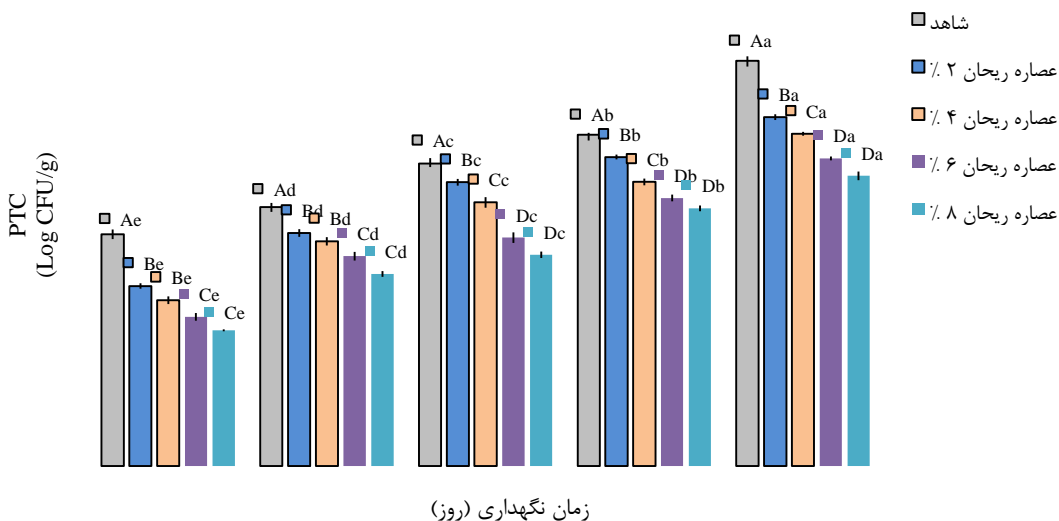 PTC
(Log CFU/g)
Ae
Be
Be
Ce
Ce
Ad
Bd
Bd
Cd
Cd
Ac
Bc
Cc
Dc
Dc
Ab
Bb
Cb
Db
Db
Aa
Ba
Ca
Da
Da
شاهد
عصاره ریحان ۲ ٪
عصاره ریحان ۴ ٪
عصاره ریحان ۶ ٪
عصاره ریحان ۸ ٪
زمان نگهداری (روز)